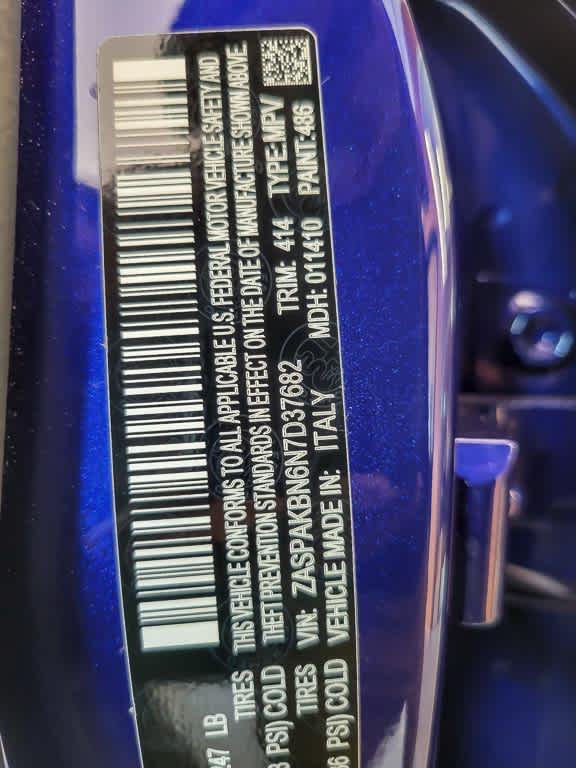 247 LB
TIRES THIS VEHICLE CONFORMS TO ALL APPLICABLE U.S. FEDERAL MOTOR VEHICLE SAFETY AND
PSI) COLD THEFT PREVENTION STANDARDS IN EFFECT ON THE DATE OF MANUFACTURE SHOWN ABOVE.
TIRES VIN: ZASPAKBN6N7D37682 TRIM: 414 TYPE: MPV
PSI) COLD VEHICLE MADE IN: ITALY MDH: 011410 PAINT: 486